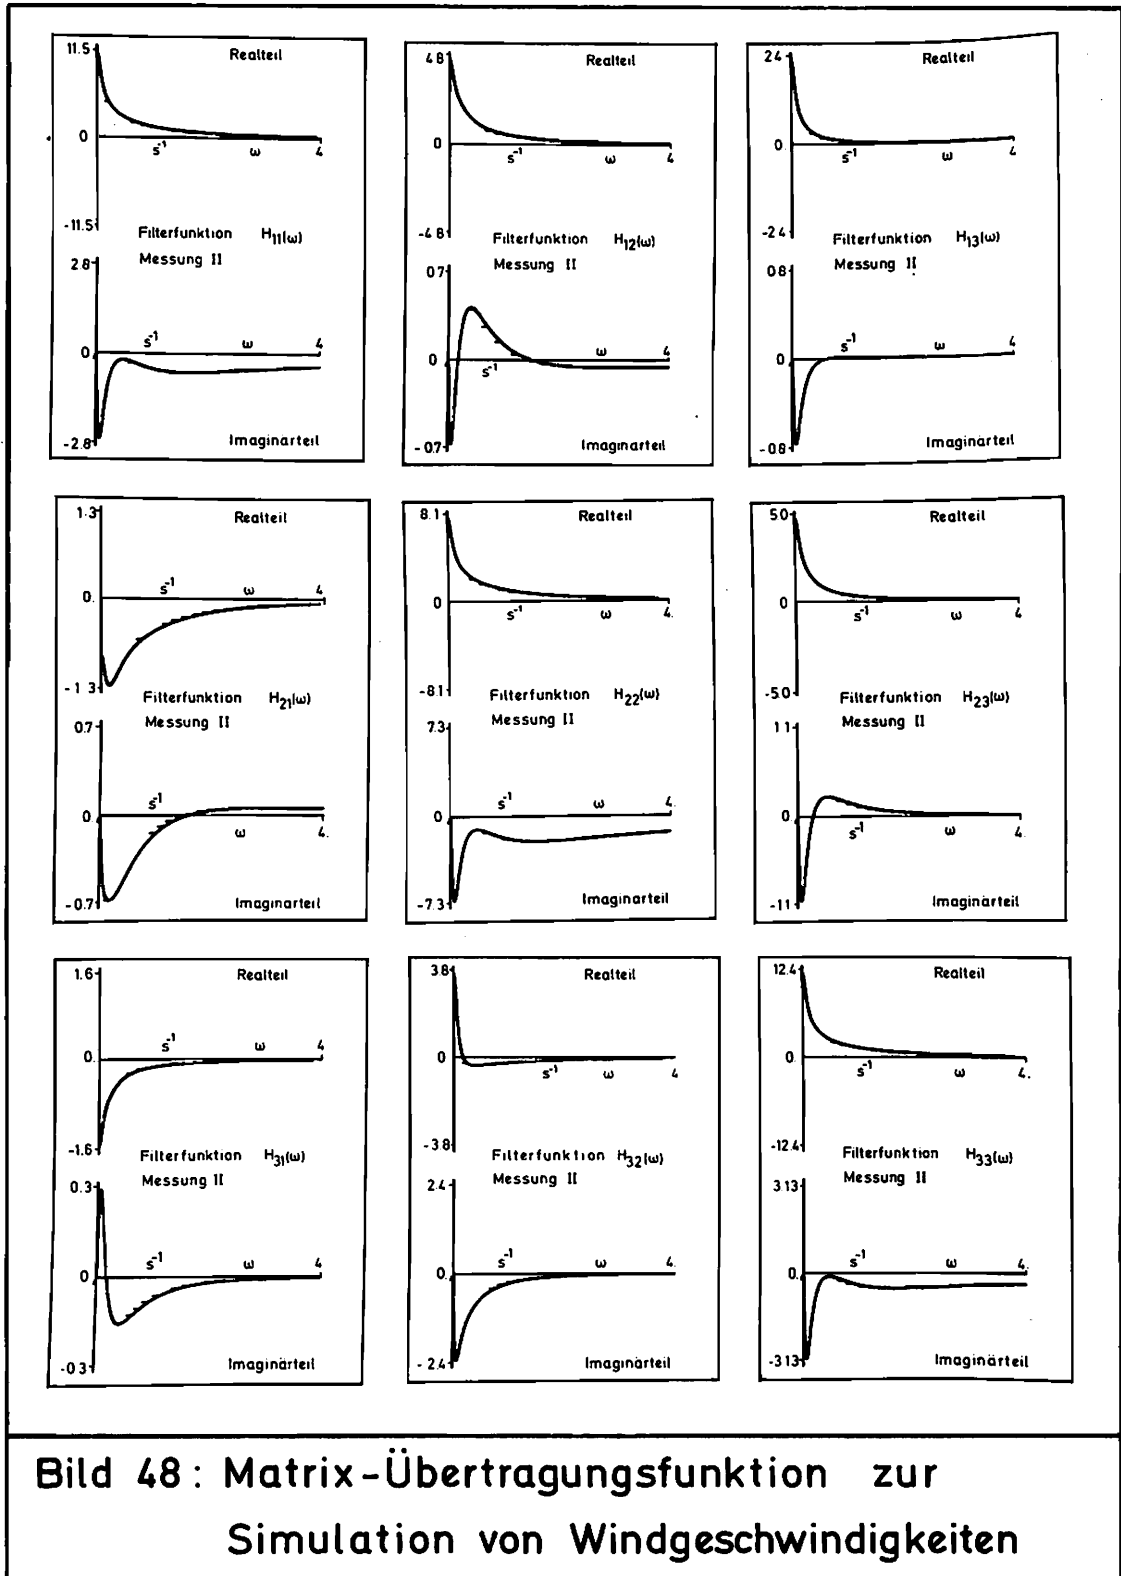 11.5
Realteil
0
s⁻¹ ω 4
-11.5
Filterfunktion H11(ω)
Messung II
2.8
0
s⁻¹ ω 4
-2.8
Imaginarteil
4 8
Realteil
0
s⁻¹ ω 4
-4 8
Filterfunktion H12(ω)
Messung II
0 7
0
s⁻¹ ω 4
-0.7
Imaginarteil
2 4
Realteil
0.
s⁻¹ ω 4
-2 4
Filterfunktion H13(ω)
Messung II
0 8
0
s⁻¹ ω 4
-0.8
Imaginarteil
1.3
Realteil
0.
s⁻¹ ω 4
-1 3
Filterfunktion H21(ω)
Messung II
0.7
0
s⁻¹ ω 4.
-0.7
Imaginarteil
8.1
Realteil
0
s⁻¹ ω 4.
-8.1
Filterfunktion H22(ω)
Messung II
7.3
0
s⁻¹ ω 4.
-7.3
Imaginarteil
5 0
Realteil
0
s⁻¹ ω 4
-5.0
Filterfunktion H23(ω)
Messung II
1 1
0.
s⁻¹ ω 4.
-1 1
Imaginärteil
1.6
Realteil
0.
s⁻¹ ω 4
-1.6
Filterfunktion H31(ω)
Messung II
0.3
0
s⁻¹ ω 4
-0 3
Imaginärteil
3.8
Realteil
0
s⁻¹ ω 4
-3.8
Filterfunktion H32(ω)
Messung II
2.4
0.
s⁻¹ ω 4.
-2.4
Imaginärteil
12.4
Realteil
0.
s⁻¹ ω 4.
-12.4
Filterfunktion H33(ω)
Messung II
3.13
0.
s⁻¹ ω 4.
-3 13
Imaginärteil
Bild 48: Matrix-Übertragungsfunktion zur
Simulation von Windgeschwindigkeiten